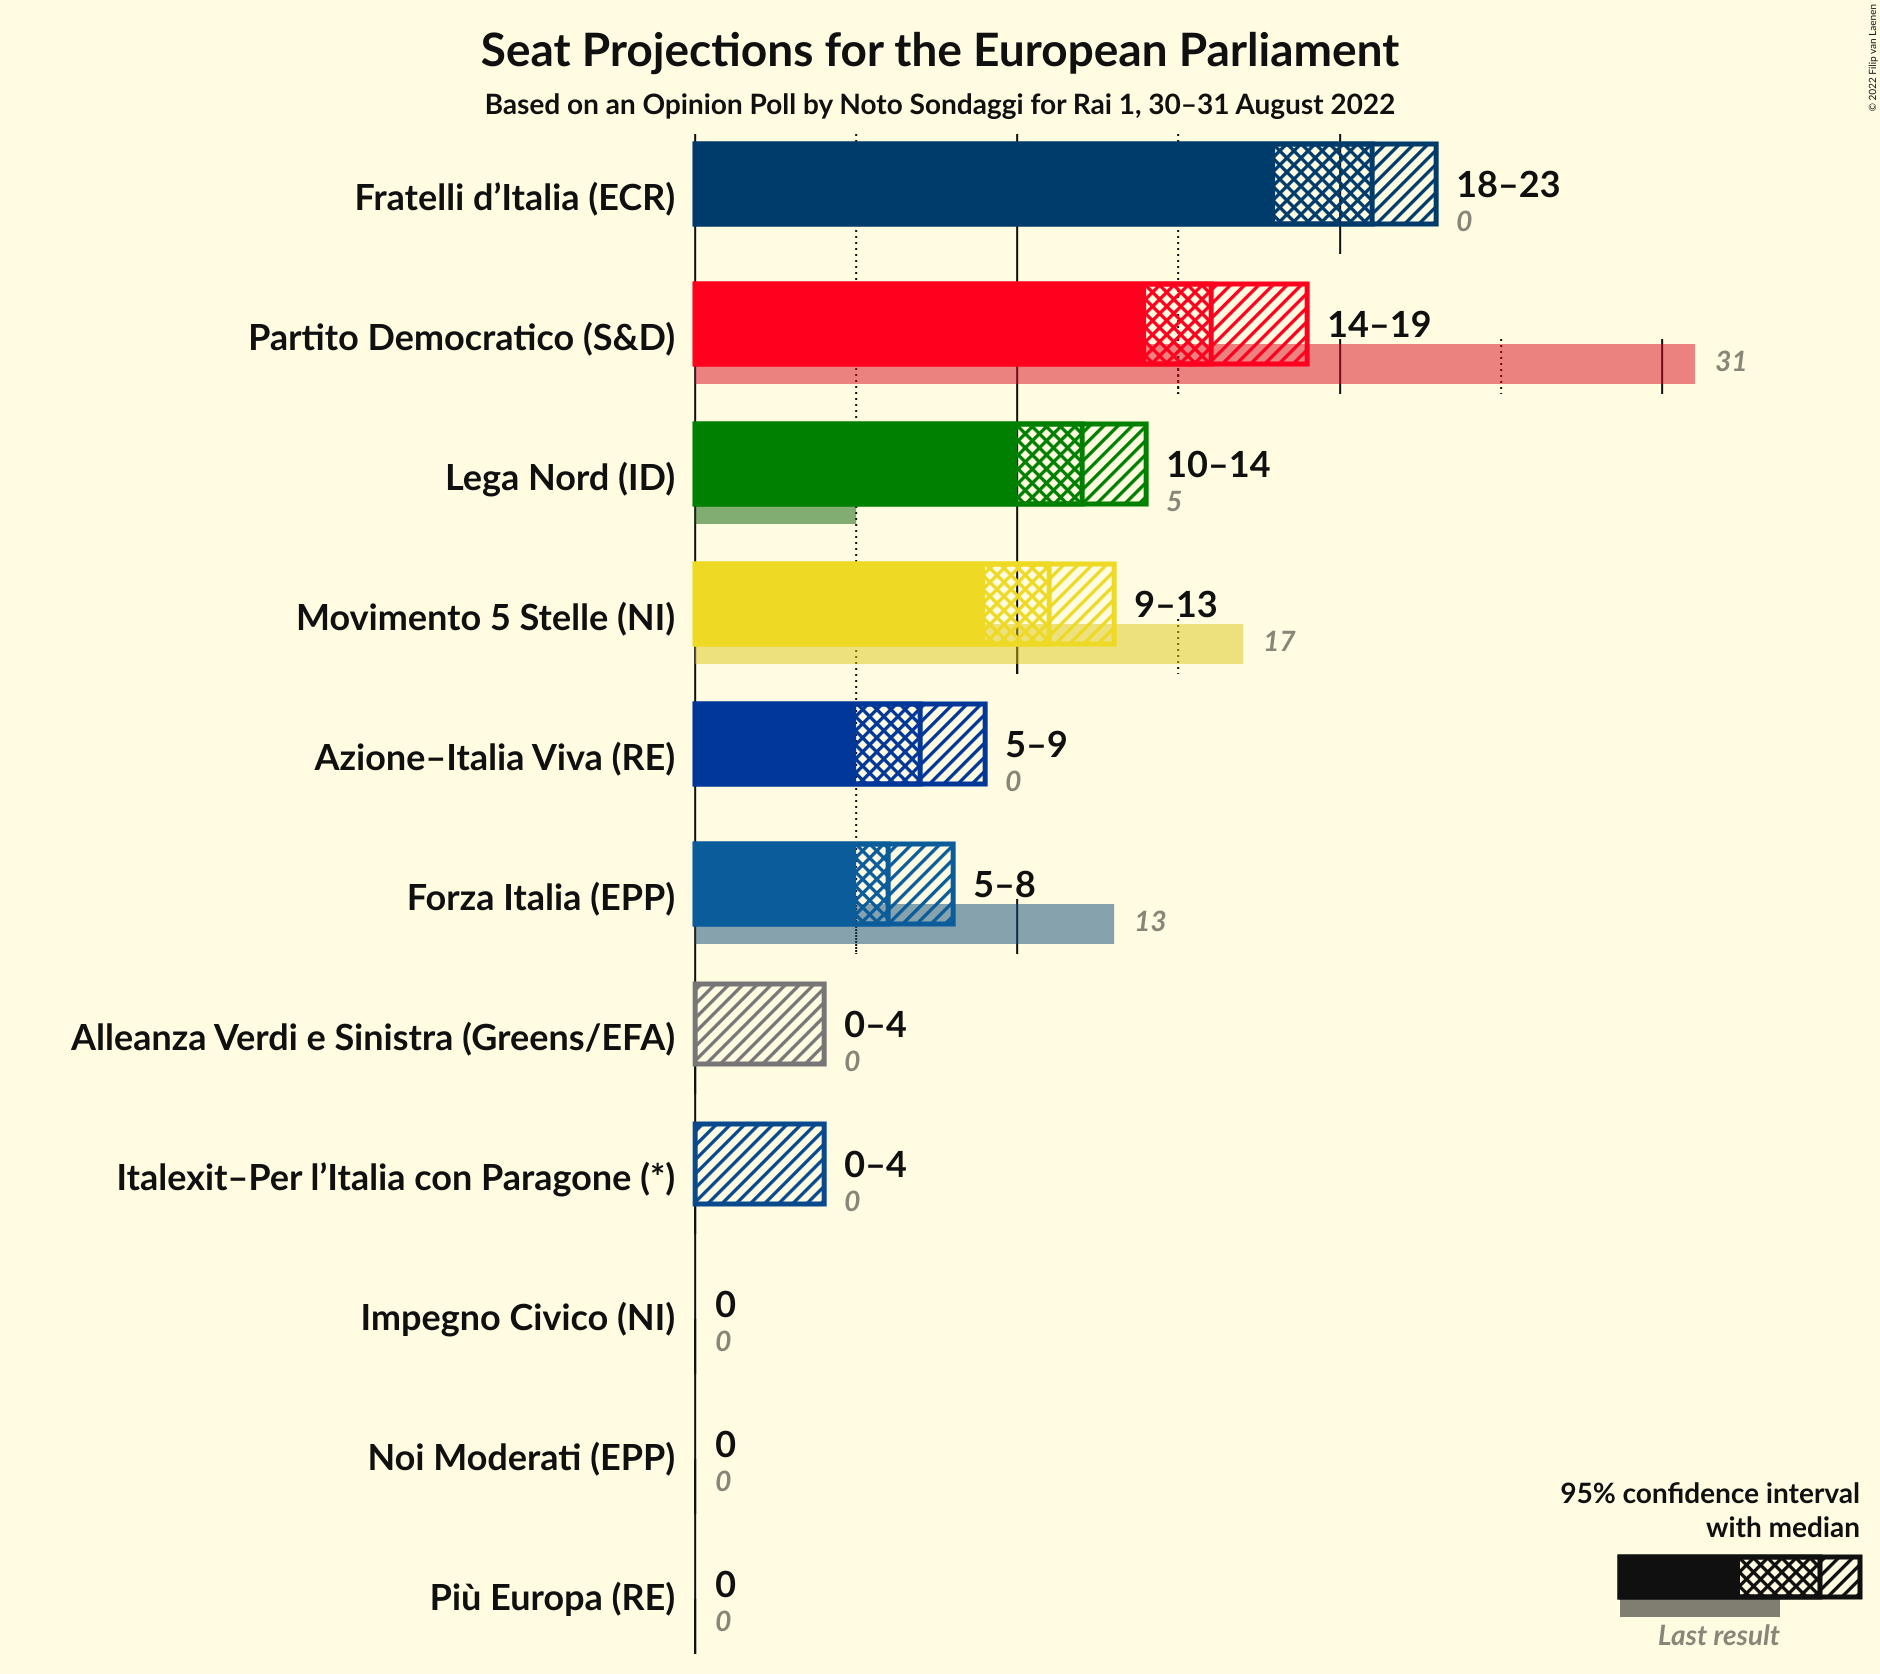 Seat Projections for the European Parliament
Based on an Opinion Poll by Noto Sondaggi for Rai 1, 30–31 August 2022
© 2022 Filip van Laenen
Fratelli d’Italia (ECR)
18–23
0
Partito Democratico (S&D)
14–19
31
Lega Nord (ID)
10–14
5
Movimento 5 Stelle (NI)
9–13
17
Azione–Italia Viva (RE)
5–9
0
Forza Italia (EPP)
5–8
13
Alleanza Verdi e Sinistra (Greens/EFA)
0–4
0
Italexit–Per l’Italia con Paragone (*)
0–4
0
Impegno Civico (NI)
0
0
Noi Moderati (EPP)
0
0
Più Europa (RE)
0
0
95% confidence interval
with median
Last result